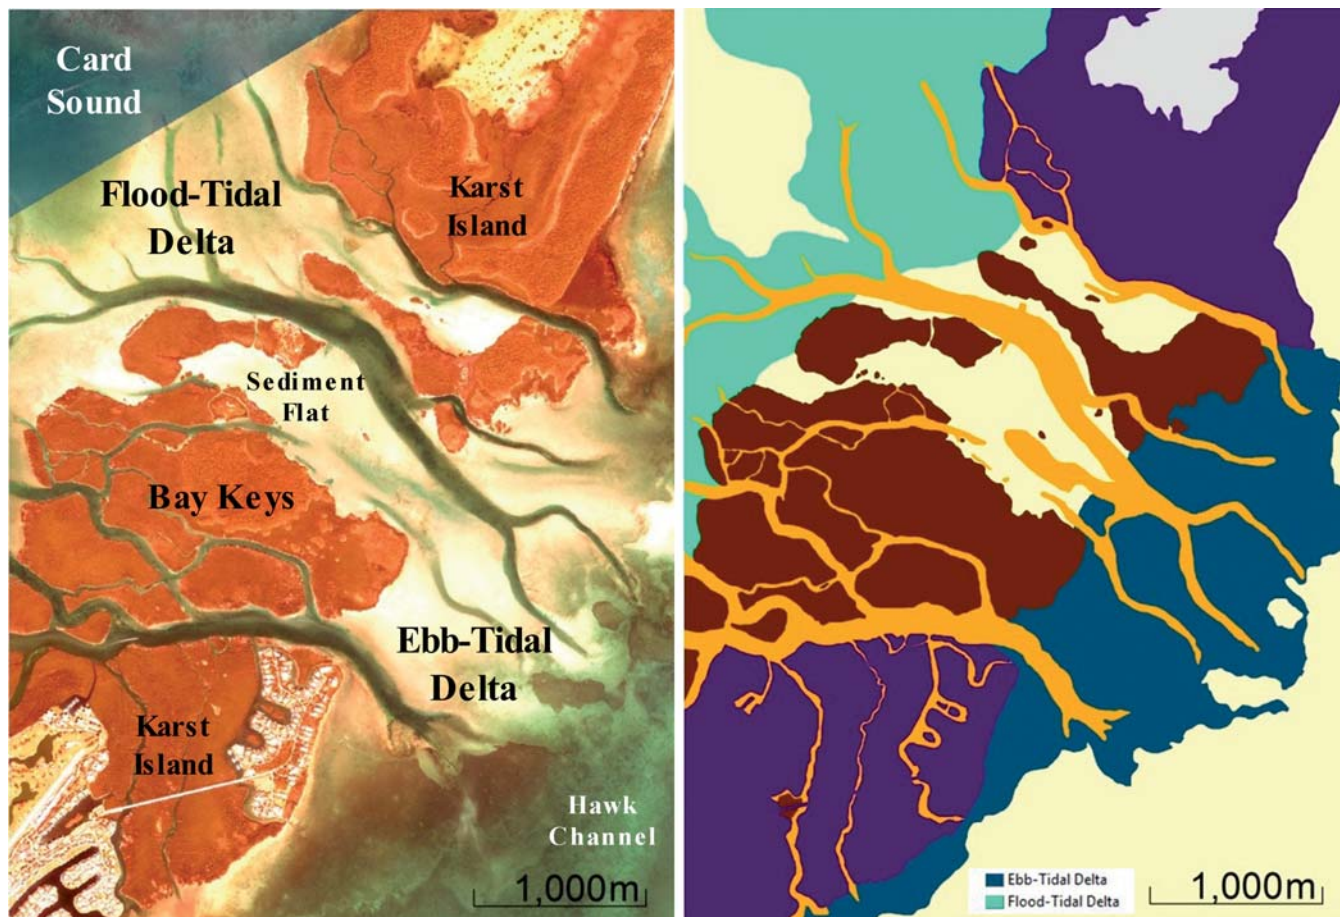 Card
Sound
Flood-Tidal
Delta
Karst
Island
Sediment
Flat
Bay Keys
Ebb-Tidal
Delta
Karst
Island
Hawk
Channel
1,000m
Ebb-Tidal Delta
Flood-Tidal Delta
1,000m